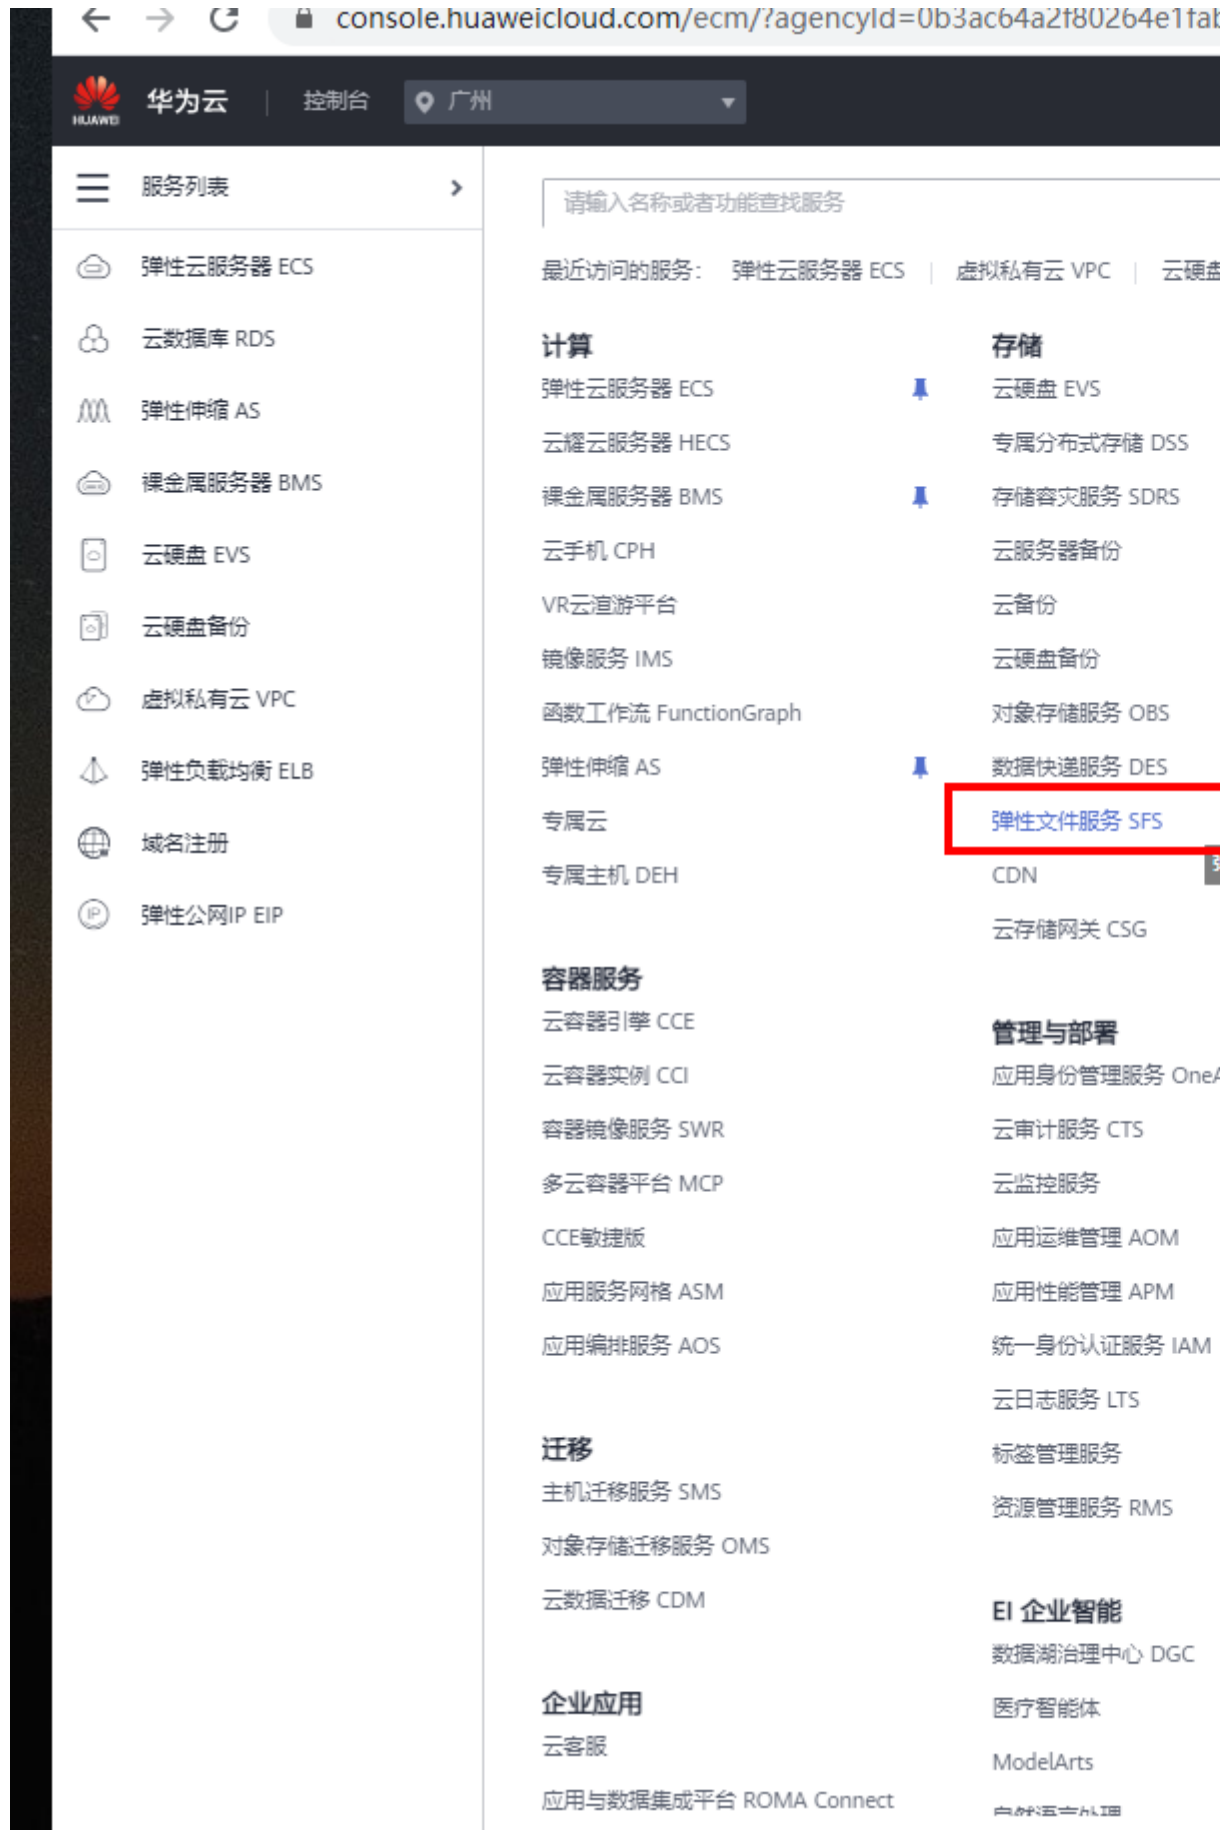 console.huaweicloud.com/ecm/?agencyId=0b3ac64a2f80264e1fab
HUAWEI 华为云 控制台 广州
服务列表
弹性云服务器 ECS
云数据库 RDS
弹性伸缩 AS
裸金属服务器 BMS
云硬盘 EVS
云硬盘备份
虚拟私有云 VPC
弹性负载均衡 ELB
域名注册
弹性公网IP EIP
请输入名称或者功能查找服务
最近访问的服务： 弹性云服务器 ECS | 虚拟私有云 VPC | 云硬盘
计算
弹性云服务器 ECS
云耀云服务器 HECS
裸金属服务器 BMS
云手机 CPH
VR云渲游平台
镜像服务 IMS
函数工作流 FunctionGraph
弹性伸缩 AS
专属云
专属主机 DEH
容器服务
云容器引擎 CCE
云容器实例 CCI
容器镜像服务 SWR
多云容器平台 MCP
CCE敏捷版
应用服务网格 ASM
应用编排服务 AOS
迁移
主机迁移服务 SMS
对象存储迁移服务 OMS
云数据迁移 CDM
企业应用
云客服
应用与数据集成平台 ROMA Connect
存储
云硬盘 EVS
专属分布式存储 DSS
存储容灾服务 SDRS
云服务器备份
云备份
云硬盘备份
对象存储服务 OBS
数据快递服务 DES
弹性文件服务 SFS
CDN
云存储网关 CSG
管理与部署
应用身份管理服务 OneA
云审计服务 CTS
云监控服务
应用运维管理 AOM
应用性能管理 APM
统一身份认证服务 IAM
云日志服务 LTS
标签管理服务
资源管理服务 RMS
EI 企业智能
数据湖治理中心 DGC
医疗智能体
ModelArts
自然语言处理